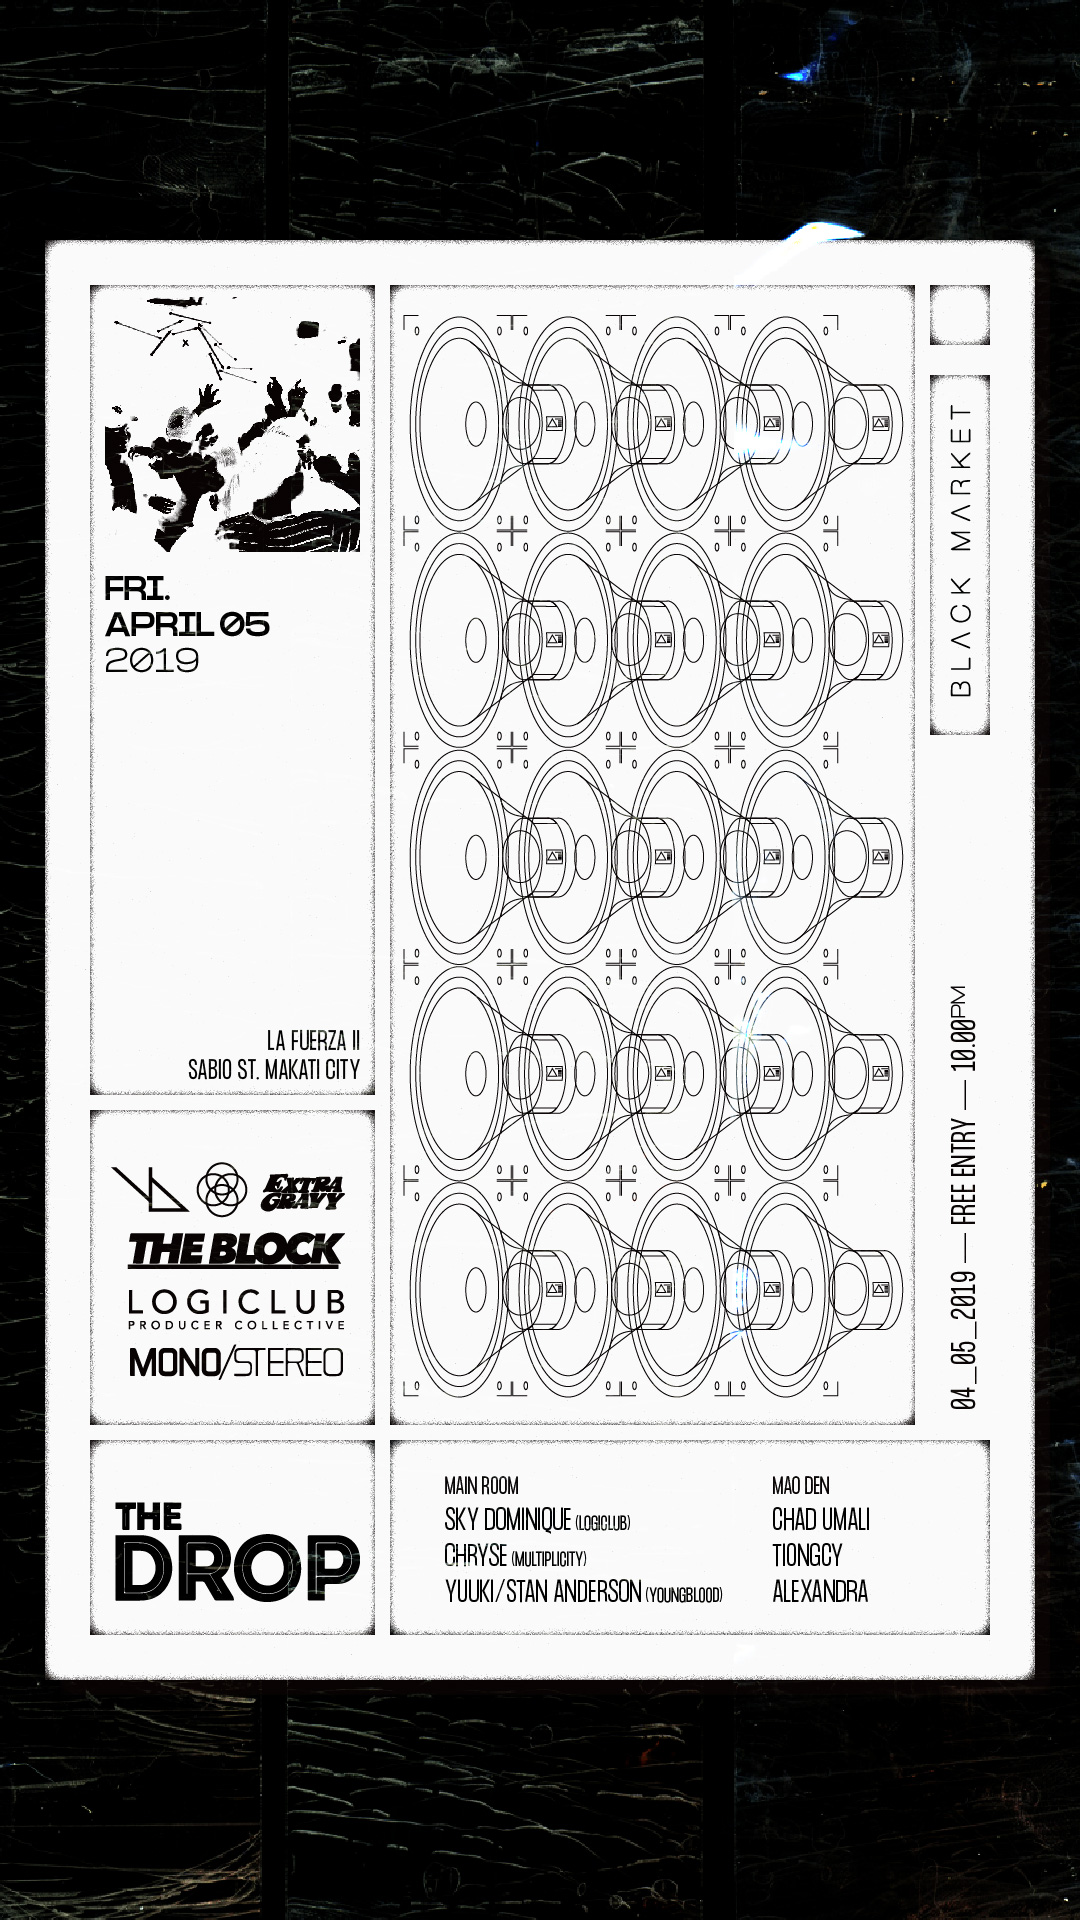 FRI.
APRIL 05
2019
LA FUERZA II
SABIO ST. MAKATI CITY
EXTRA
GRAVY
THE BLOCK
LOGICLUB
PRODUCER COLLECTIVE
MONO/STEREO
THE
DROP
MAIN ROOM
SKY DOMINIQUE (LOGICLUB)
CHRYSE (MULTIPLICITY)
YUUKI/STAN ANDERSON (YOUNGBLOOD)
MAO DEN
CHAD UMALI
TIONGCY
ALEXANDRA
BLACK MARKET
04_05_2019 — FREE ENTRY — 10.00PM